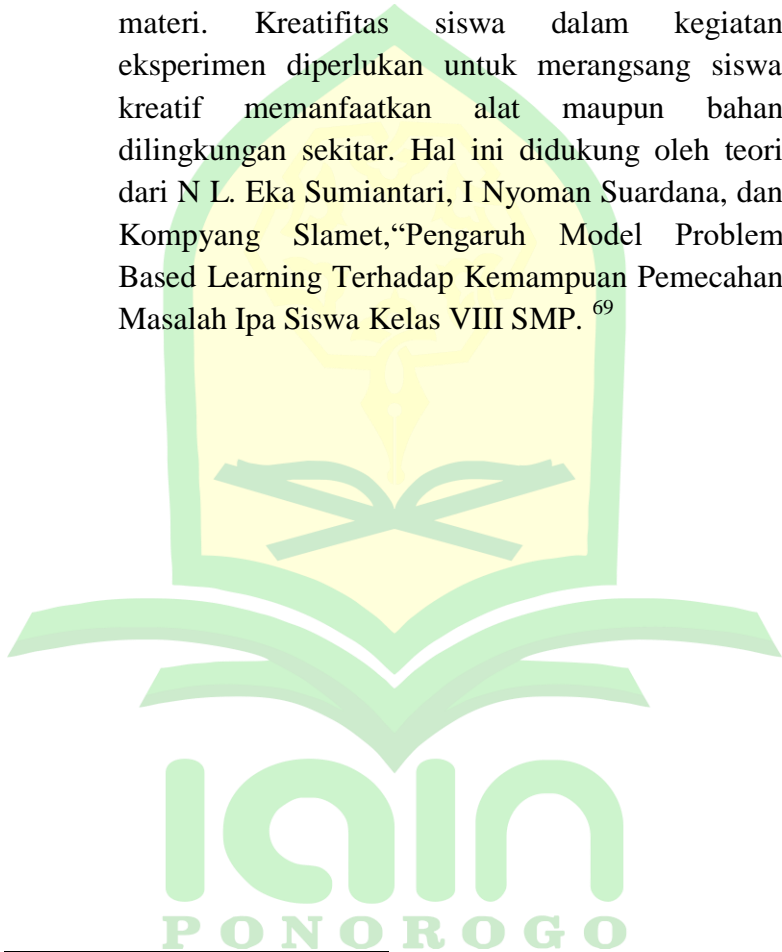 materi. Kreatifitas siswa dalam kegiatan
eksperimen diperlukan untuk merangsang siswa
kreatif memanfaatkan alat maupun bahan
dilingkungan sekitar. Hal ini didukung oleh teori
dari N L. Eka Sumiantari, I Nyoman Suardana, dan
Kompyang Slamet,“Pengaruh Model Problem
Based Learning Terhadap Kemampuan Pemecahan
Masalah Ipa Siswa Kelas VIII SMP. 69
iain
PONOROGO